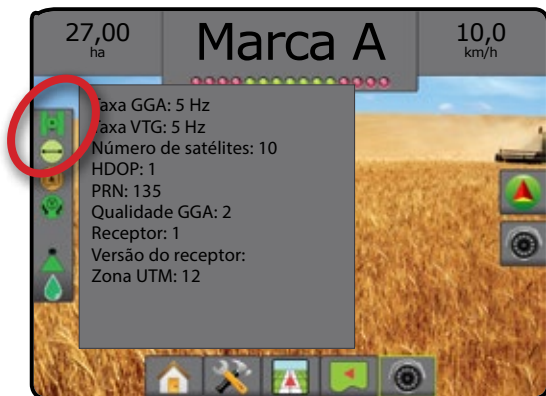 27,00
ha
Marca A
10,0
km/h
Taxa GGA: 5 Hz
Taxa VTG: 5 Hz
Número de satélites: 10
HDOP: 1
PRN: 135
Qualidade GGA: 2
Receptor: 1
Versão do receptor:
Zona UTM: 12